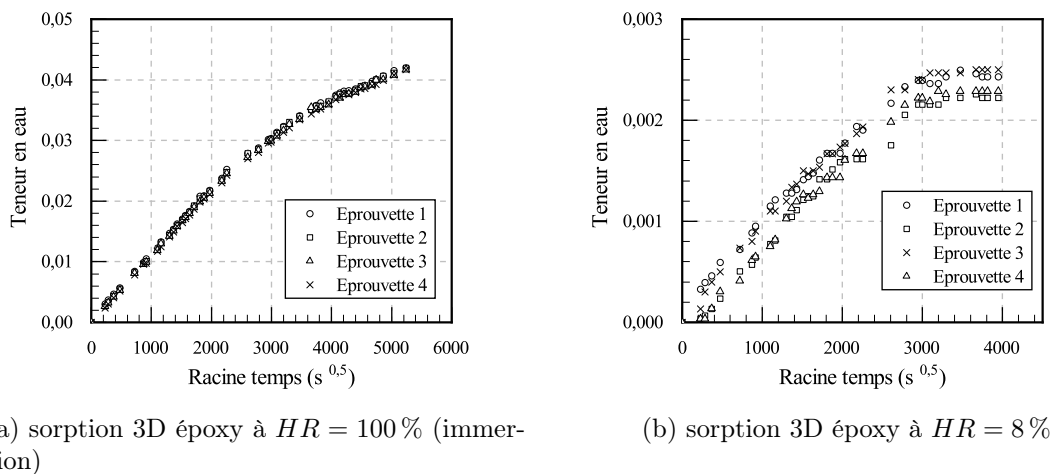 0,05
0,04
0,03
0,02
0,01
0,00
Teneur en eau
Eprouvette 1
Eprouvette 2
Eprouvette 3
Eprouvette 4
0 1000 2000 3000 4000 5000 6000
Racine temps (s 0,5)
a) sorption 3D époxy à HR = 100 % (immer-
ion)
0,003
0,002
0,001
0,000
Teneur en eau
Eprouvette 1
Eprouvette 2
Eprouvette 3
Eprouvette 4
0 1000 2000 3000 4000
Racine temps (s 0,5)
(b) sorption 3D époxy à HR = 8 %